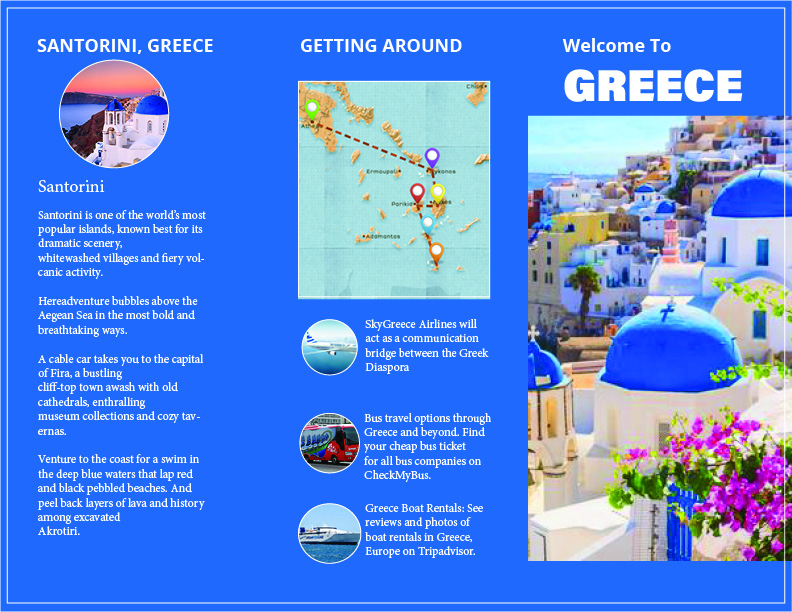 SANTORINI, GREECE
Santorini
Santorini is one of the world's most
popular islands, known best for its
dramatic scenery,
whitewashed villages and fiery vol-
canic activity.
Hereadventure bubbles above the
Aegean Sea in the most bold and
breathtaking ways.
A cable car takes you to the capital
of Fira, a bustling
cliff-top town awash with old
cathedrals, enthralling
museum collections and cozy tav-
ernas.
Venture to the coast for a swim in
the deep blue waters that lap red
and black pebbled beaches. And
peel back layers of lava and history
among excavated
Akrotiri.
GETTING AROUND
Ermoupoli
Adamantos
SkyGreece Airlines will
act as a communication
bridge between the Greek
Diaspora
Bus travel options through
Greece and beyond. Find
your cheap bus ticket
for all bus companies on
CheckMyBus.
Greece Boat Rentals: See
reviews and photos of
boat rentals in Greece,
Europe on Tripadvisor.
Welcome To
GREECE